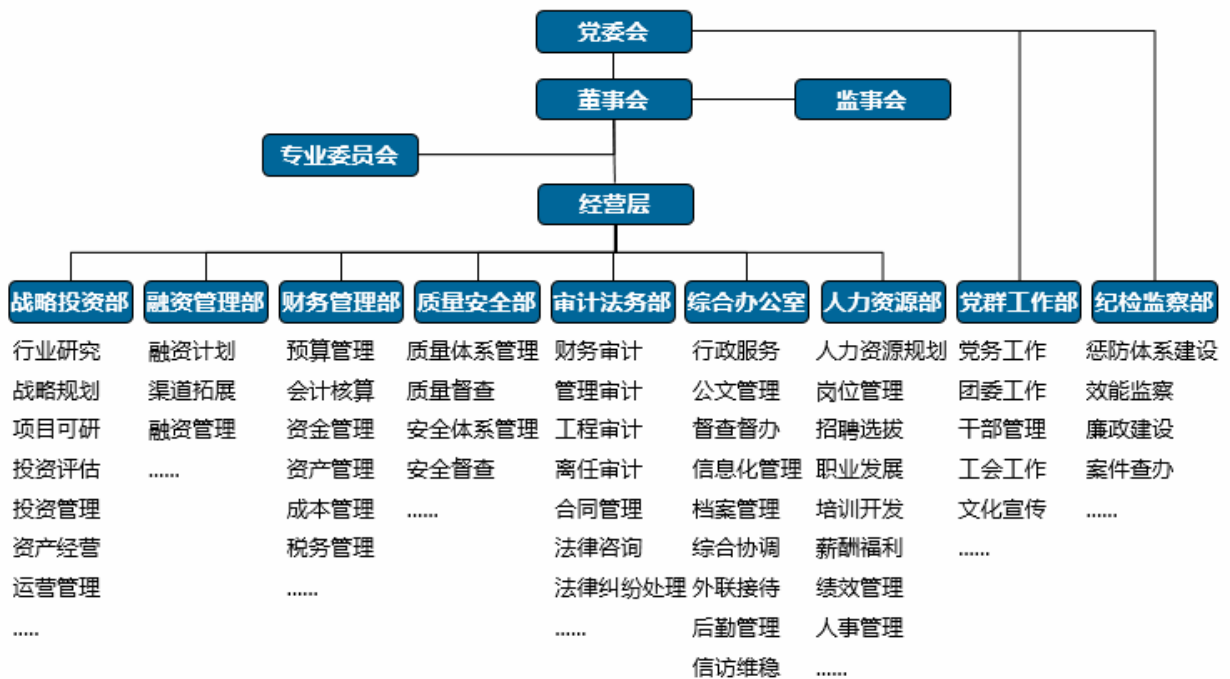 党委会
董事会
监事会
专业委员会
经营层
战略投资部
行业研究
战略规划
项目可研
投资评估
投资管理
资产经营
运营管理
.....
融资管理部
融资计划
渠道拓展
融资管理
......
财务管理部
预算管理
会计核算
资金管理
资产管理
成本管理
税务管理
......
质量安全部
质量体系管理
质量督查
安全体系管理
安全督查
......
审计法务部
财务审计
管理审计
工程审计
离任审计
合同管理
法律咨询
法律纠纷处理
......
综合办公室
行政服务
公文管理
督查督办
信息化管理
档案管理
综合协调
外联接待
后勤管理
信访维稳
人力资源部
人力资源规划
岗位管理
招聘选拔
职业发展
培训开发
薪酬福利
绩效管理
人事管理
......
党群工作部
党务工作
团委工作
干部管理
工会工作
文化宣传
......
纪检监察部
惩防体系建设
效能监察
廉政建设
案件查办
......